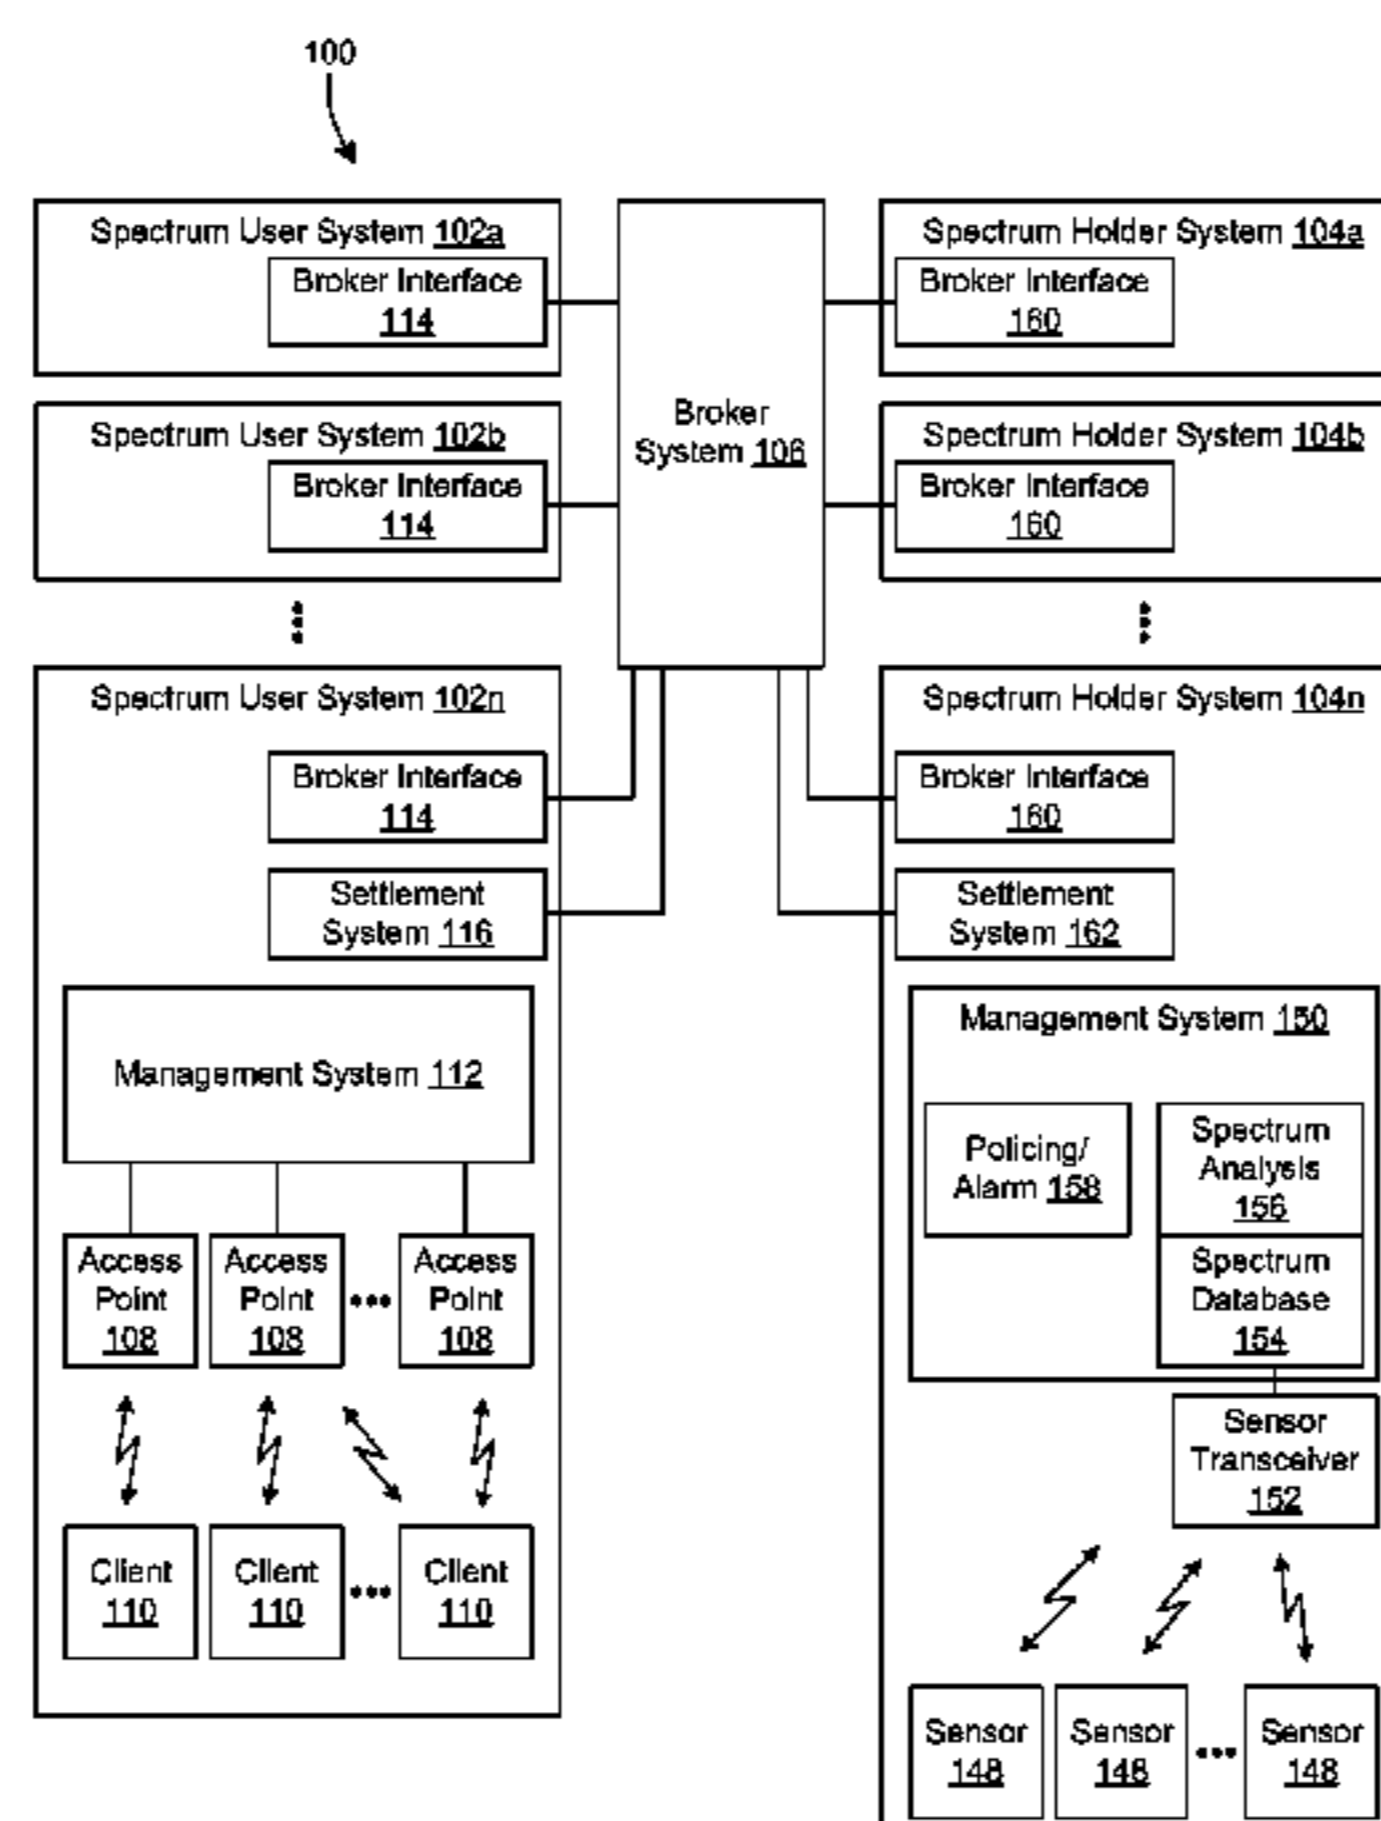 100
Spectrum User System 102a
Broker Interface
114
Spectrum User System 102b
Broker Interface
114
Spectrum User System 102n
Broker Interface
114
Settlement
System 116
Management System 112
Access
Point
108
Access
Point
108
Access
Point
108
Client
110
Client
110
Client
110
Broker
System 106
Spectrum Holder System 104a
Broker Interface
160
Spectrum Holder System 104b
Broker Interface
160
Spectrum Holder System 104n
Broker Interface
160
Settlement
System 162
Management System 150
Policing/
Alarm 158
Spectrum
Analysis
156
Spectrum
Database
154
Sensor
Transceiver
152
Sensor
148
Sensor
148
Sensor
148